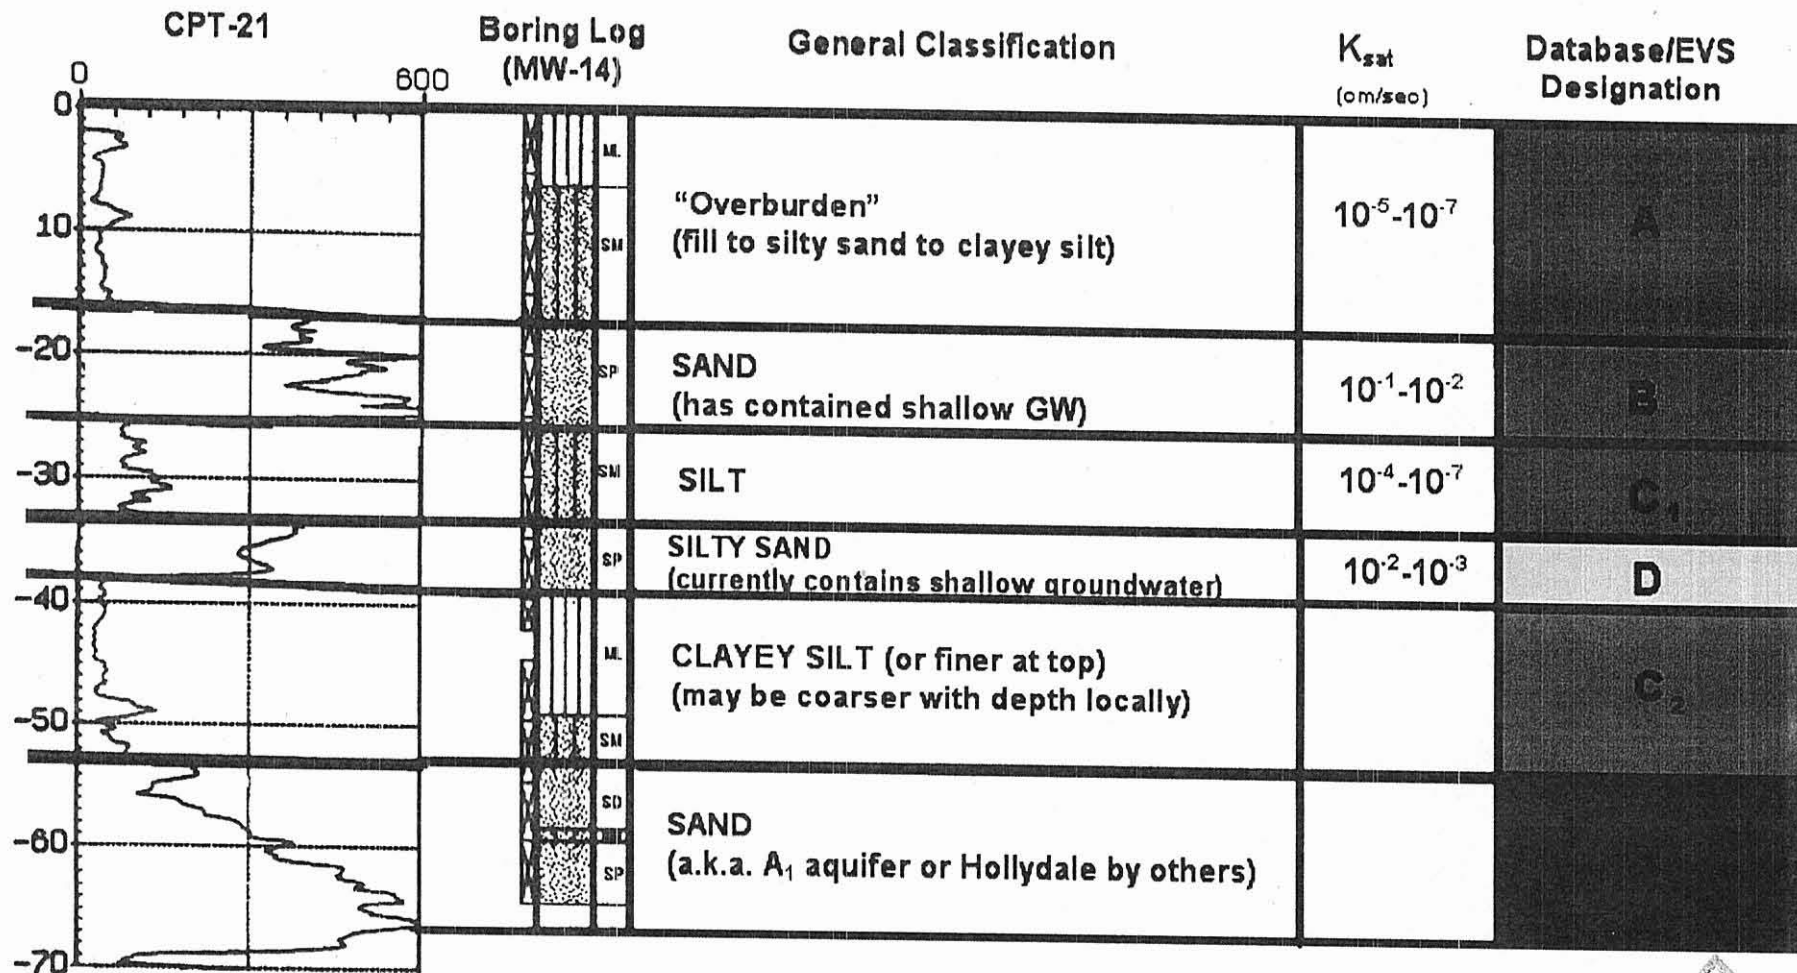 CPT-21
Boring Log
(MW-14)
General Classification
Ksat
(cm/sec)
Database/EVS
Designation
0
600
0
10
-20
-30
-40
-50
-60
-70
ML
SM
"Overburden"
(fill to silty sand to clayey silt)
10-5-10-7
A
SP
SAND
(has contained shallow GW)
10-1-10-2
B
SM
SILT
10-4-10-7
C1
SP
SILTY SAND
(currently contains shallow groundwater)
10-2-10-3
D
ML
SM
CLAYEY SILT (or finer at top)
(may be coarser with depth locally)
C2
SP
SAND
(a.k.a. A1 aquifer or Hollydale by others)